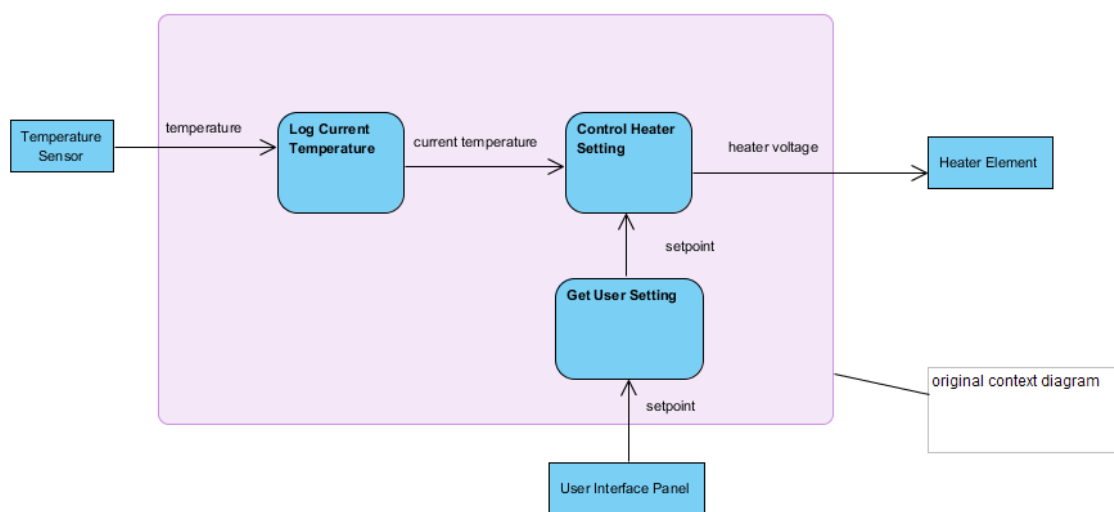 Temperature
Sensor
temperature
Log Current
Temperature
current temperature
Control Heater
Setting
heater voltage
Heater Element
setpoint
Get User Setting
original context diagram
setpoint
User Interface Panel